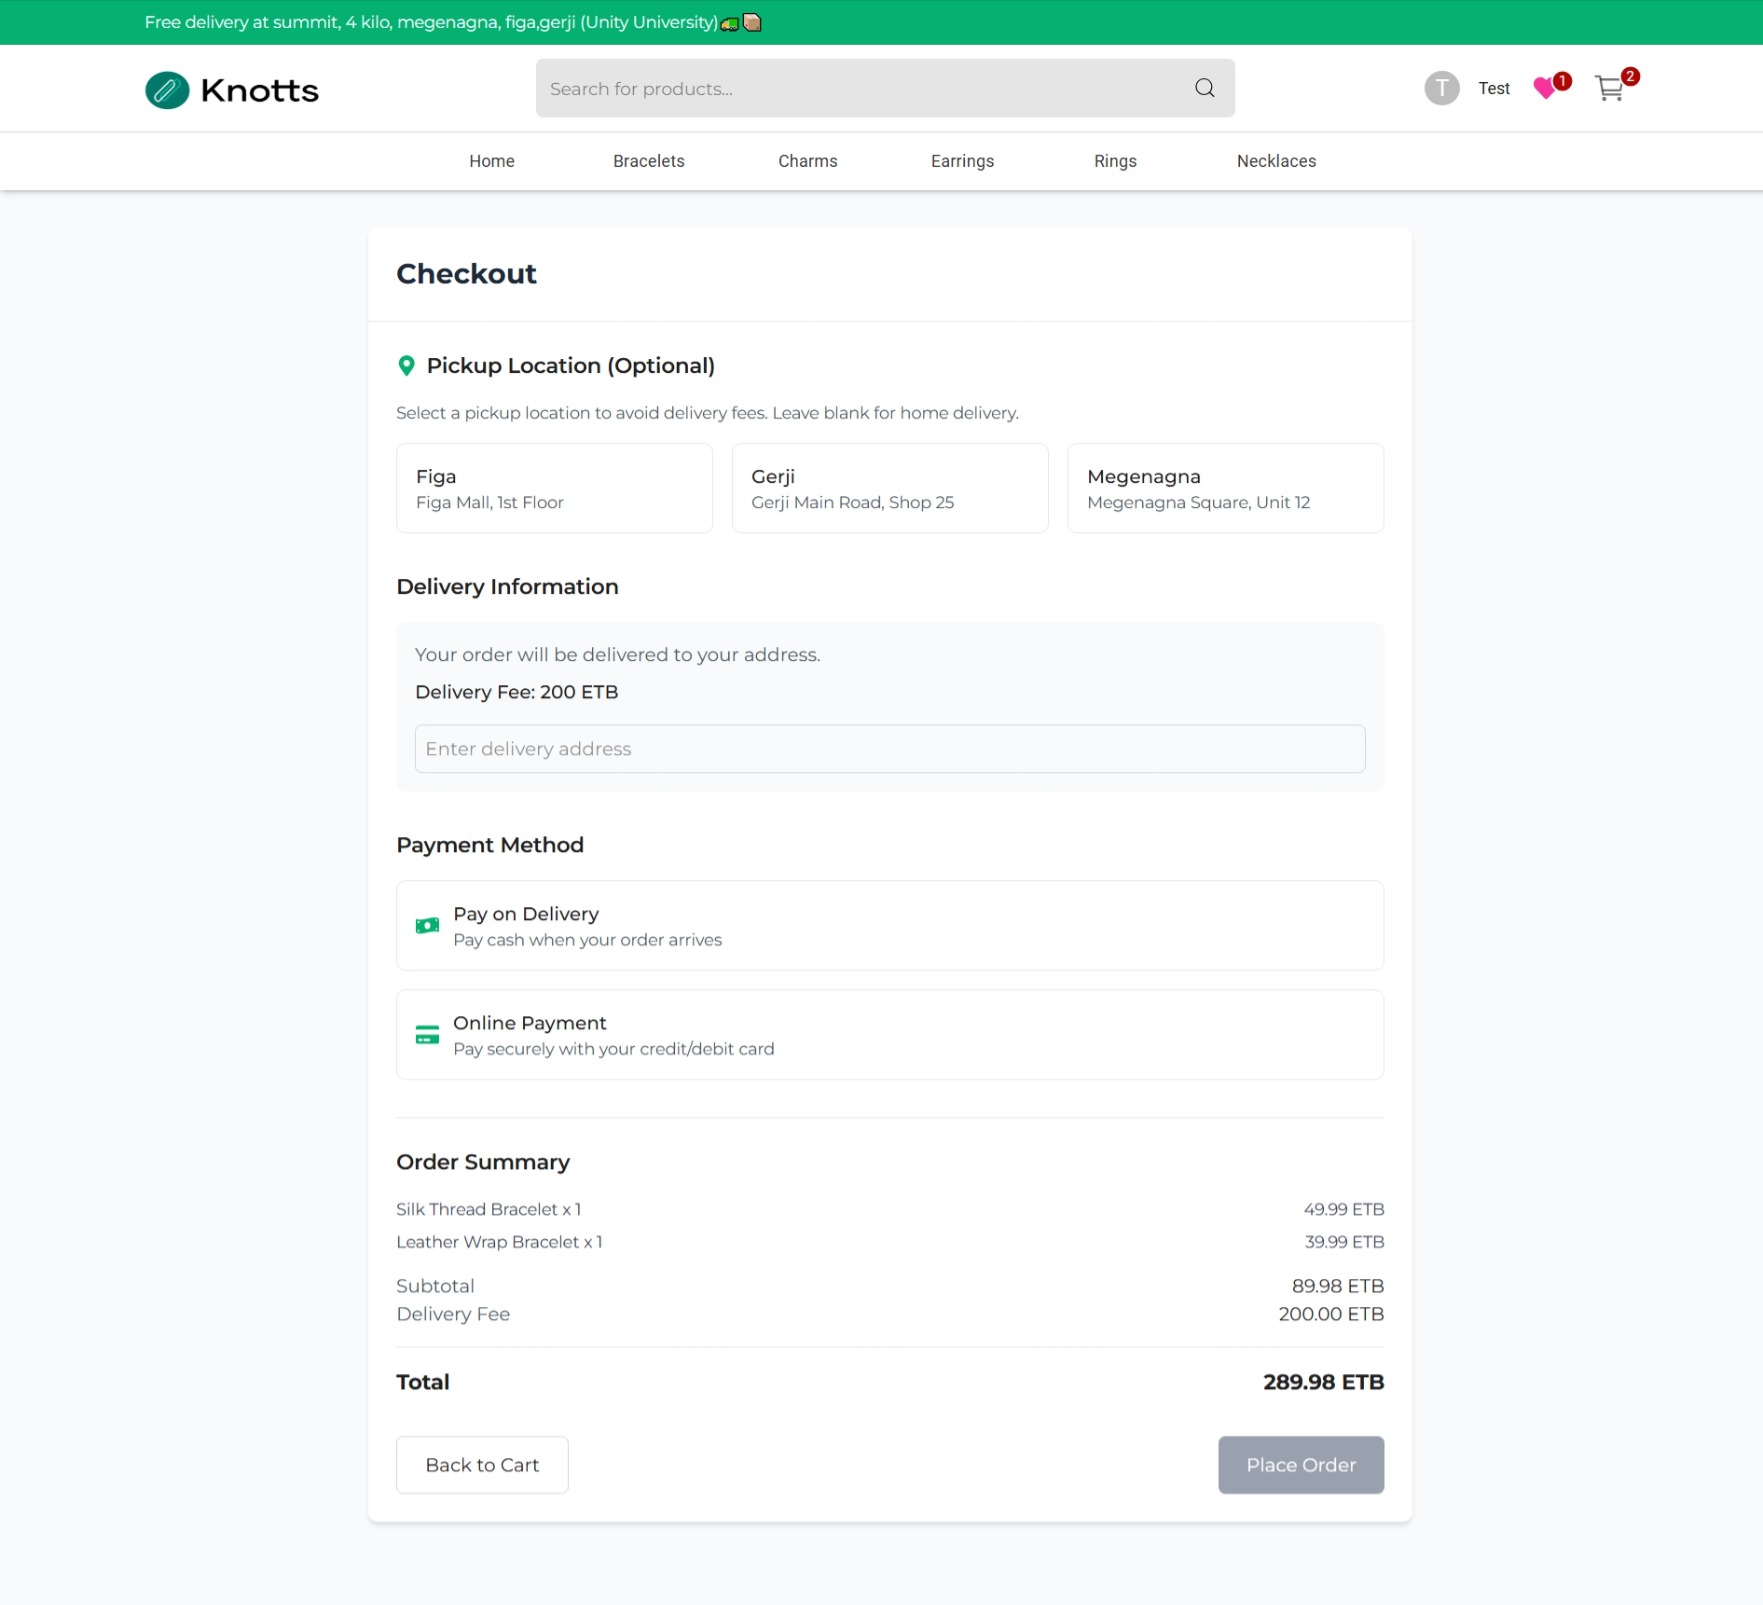 Free delivery at summit, 4 kilo, megenagna, figa,gerji (Unity University)🚛📦
Knotts
Search for products...
T
Test
1
2
Home
Bracelets
Charms
Earrings
Rings
Necklaces
Checkout
Pickup Location (Optional)
Select a pickup location to avoid delivery fees. Leave blank for home delivery.
Figa
Figa Mall, 1st Floor
Gerji
Gerji Main Road, Shop 25
Megenagna
Megenagna Square, Unit 12
Delivery Information
Your order will be delivered to your address.
Delivery Fee: 200 ETB
Enter delivery address
Payment Method
Pay on Delivery
Pay cash when your order arrives
Online Payment
Pay securely with your credit/debit card
Order Summary
Silk Thread Bracelet x 1 49.99 ETB
Leather Wrap Bracelet x 1 39.99 ETB
Subtotal 89.98 ETB
Delivery Fee 200.00 ETB
Total 289.98 ETB
Back to Cart
Place Order